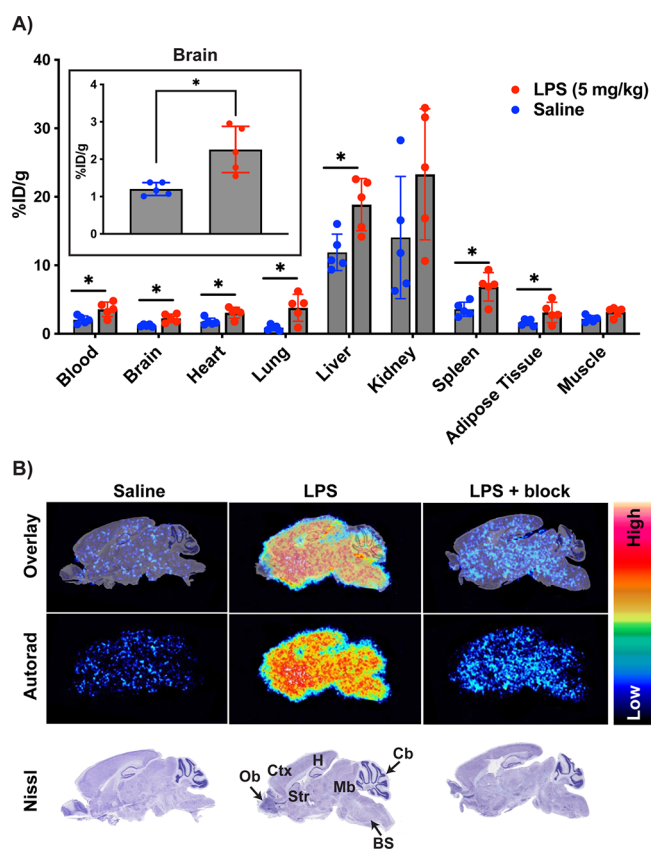 A)
Brain
*
%ID/g
4
3
2
1
0
LPS (5 mg/kg)
Saline
%ID/g
40
30
20
10
0
* * * * * * *
Blood
Brain
Heart
Lung
Liver
Kidney
Spleen
Adipose Tissue
Muscle
B)
Saline LPS LPS + block
Overlay
Autorad
Nissl
High
Low
Ob
Ctx
H
Str
Mb
Cb
BS